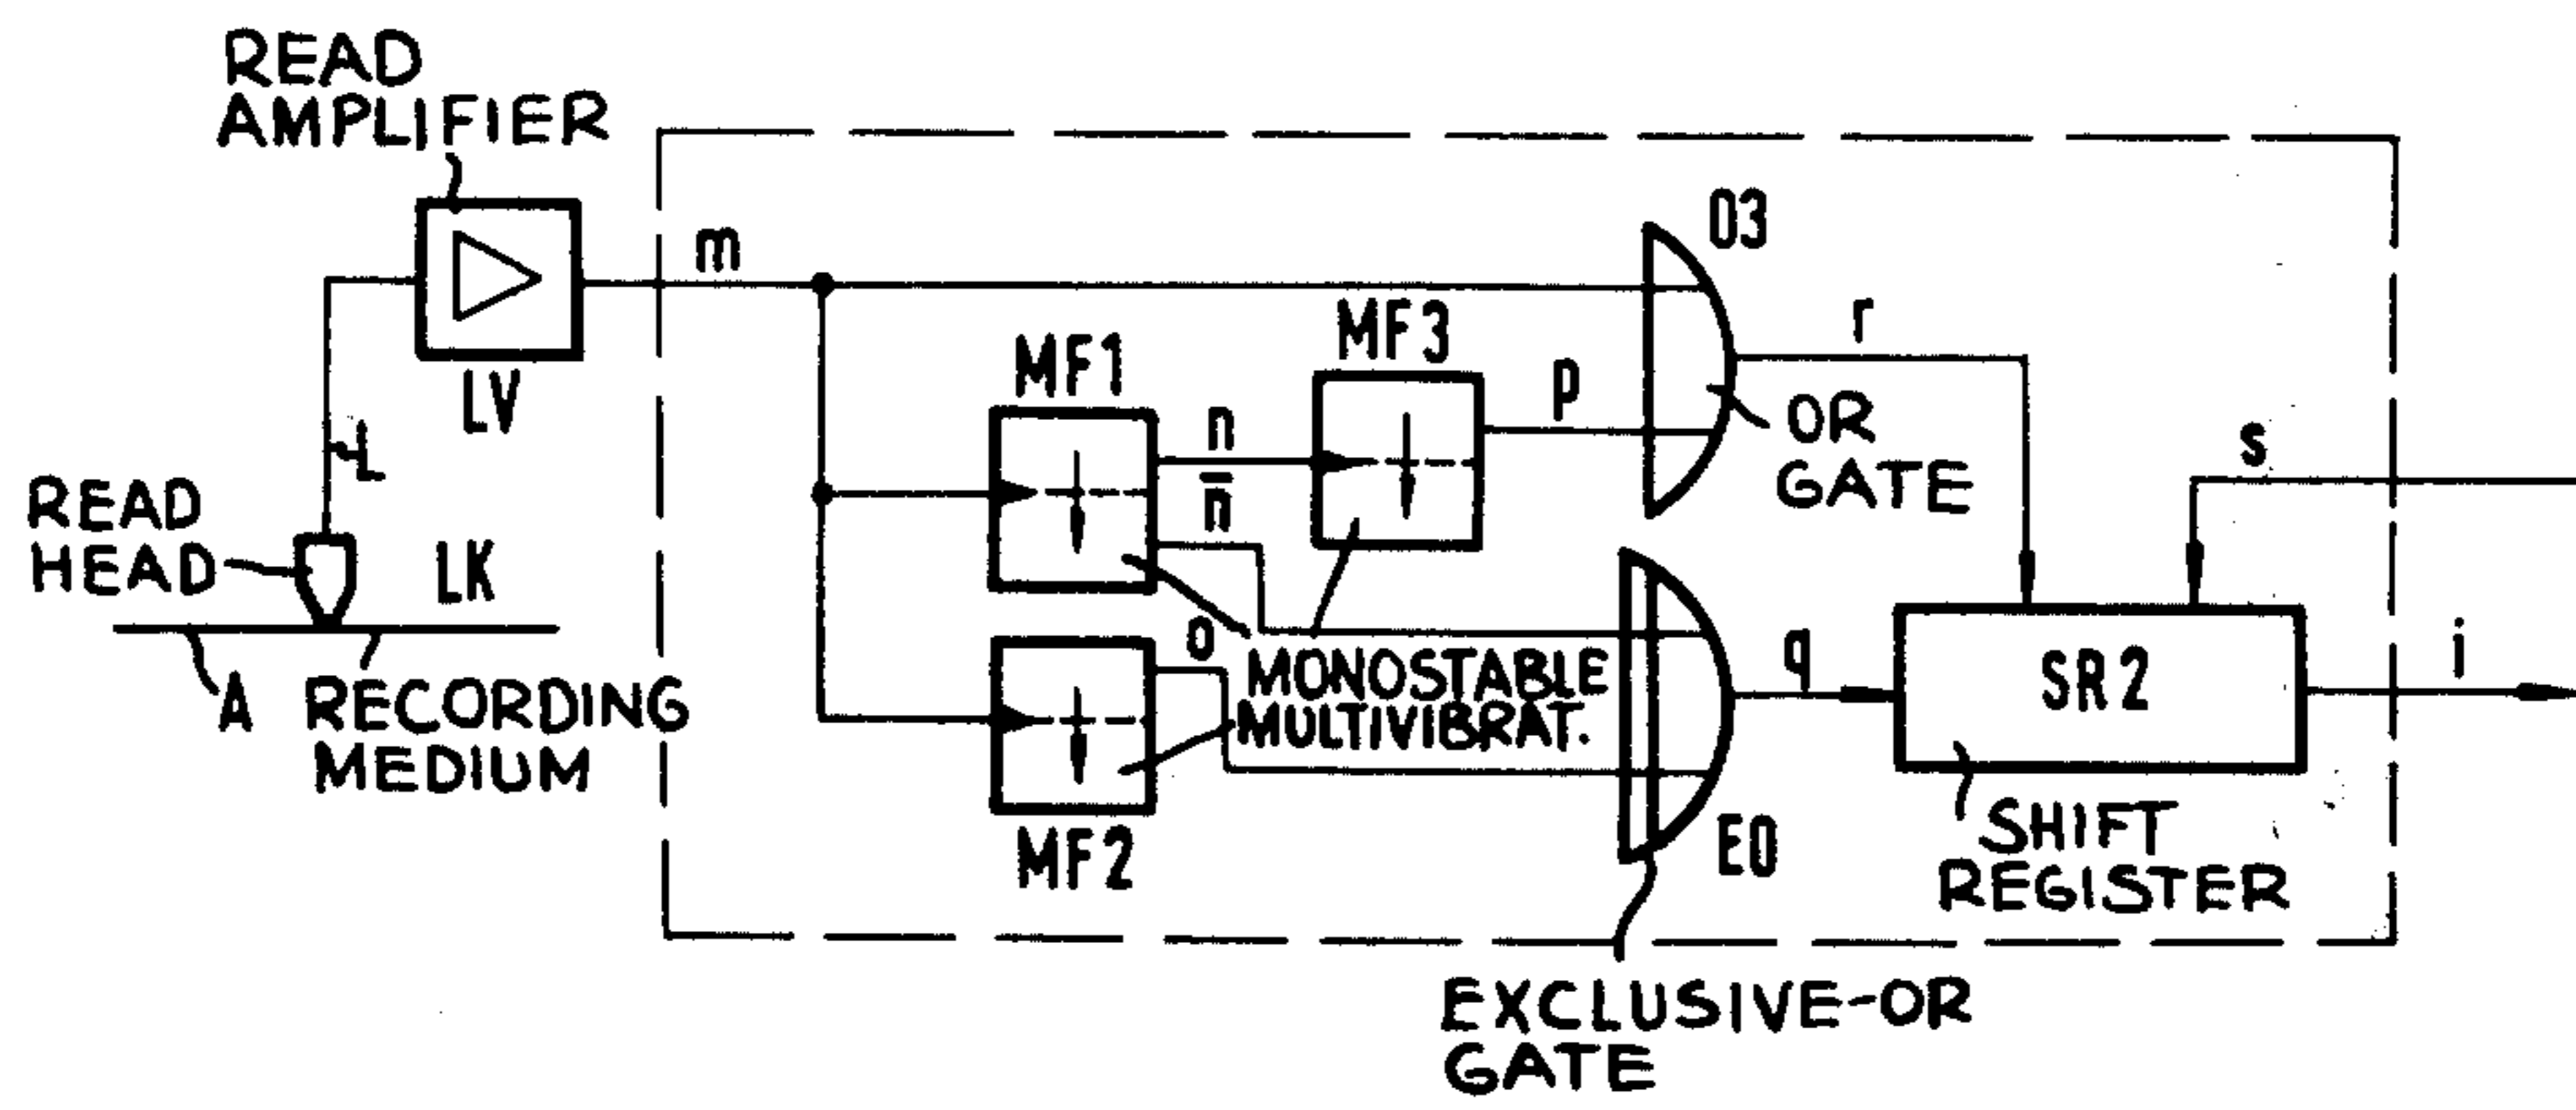 READ
AMPLIFIER
LV
L
READ
HEAD
LK
A
RECORDING
MEDIUM
m
MF1
n
n̄
MF3
p
O3
r
OR
GATE
s
o
MONOSTABLE
MULTIVIBRAT.
MF2
EO
q
SR2
i
SHIFT
REGISTER
EXCLUSIVE-OR
GATE